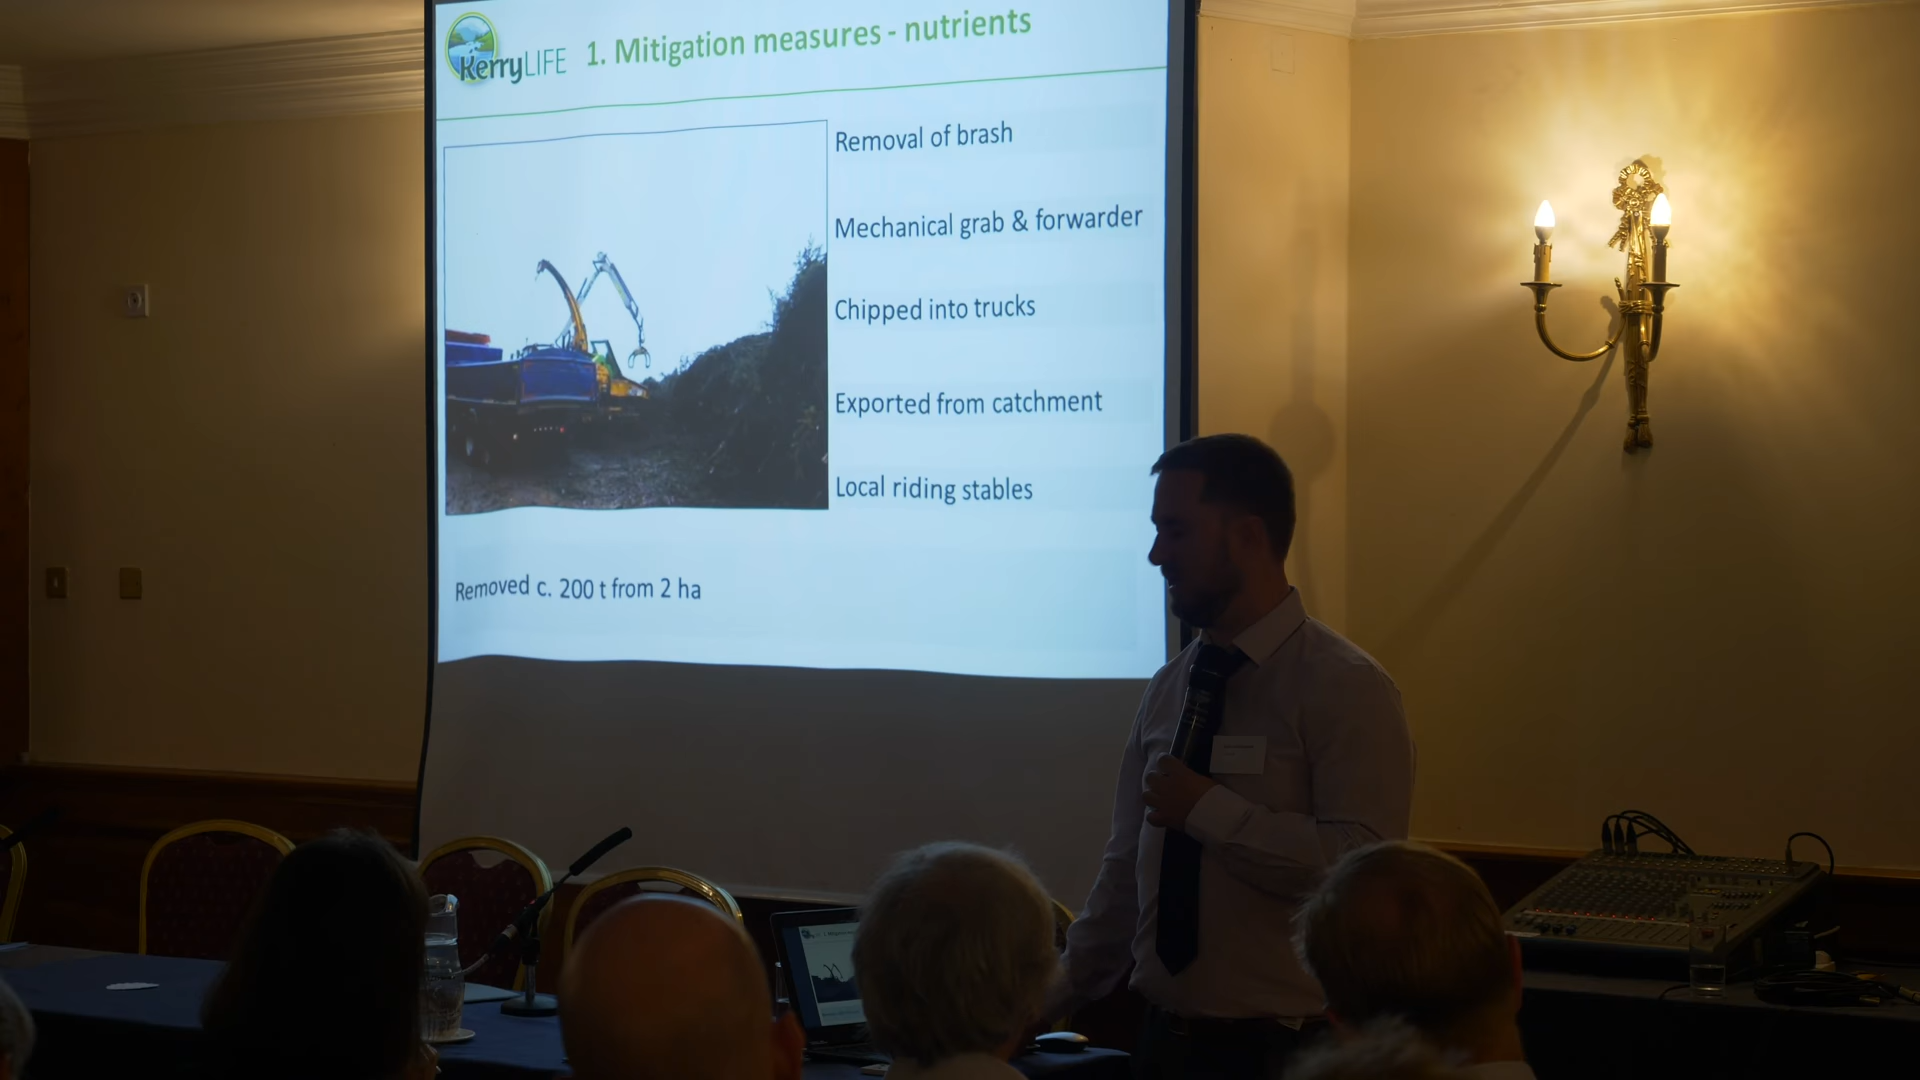 KerryLIFE
1. Mitigation measures - nutrients
Removal of brash
Mechanical grab & forwarder
Chipped into trucks
Exported from catchment
Local riding stables
Removed c. 200 t from 2 ha